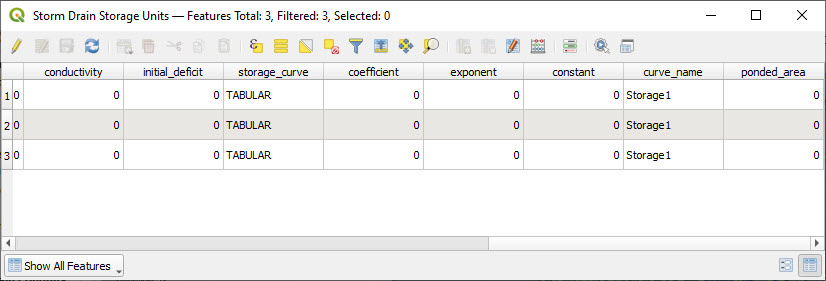 Storm Drain Storage Units — Features Total: 3, Filtered: 3, Selected: 0
conductivity initial_deficit storage_curve coefficient exponent constant curve_name ponded_area
1 0 0 0 TABULAR 0 0 0 Storage1 0
2 0 0 0 TABULAR 0 0 0 Storage1 0
3 0 0 0 TABULAR 0 0 0 Storage1 0
Show All Features